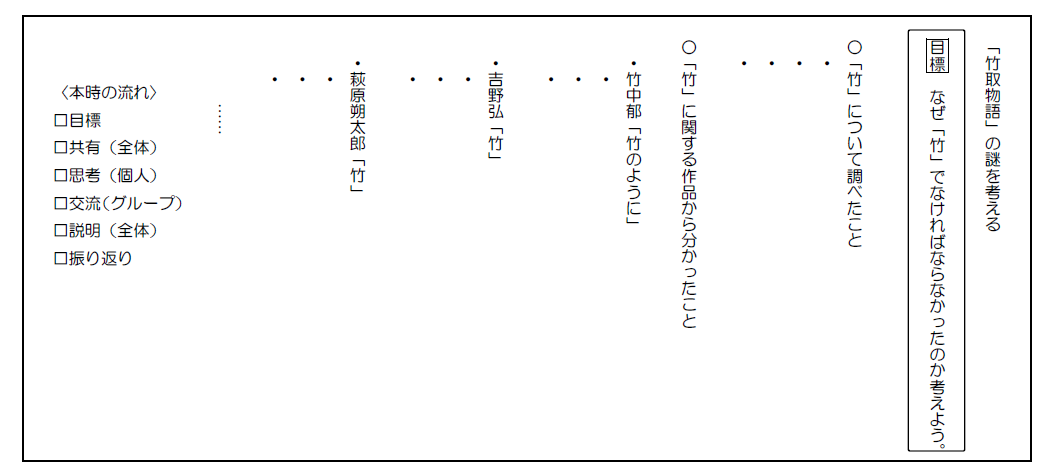 「竹取物語」の謎を考える
目標 なぜ「竹」でなければならなかったのか考えよう。
○「竹」について調べたこと
・
・
・
・
○「竹」に関する作品から分かったこと
・竹中郁「竹のように」
・
・
・
・吉野弘「竹」
・
・
・
・萩原朔太郎「竹」
・
・
・
……
〈本時の流れ〉
□目標
□共有（全体）
□思考（個人）
□交流（グループ）
□説明（全体）
□振り返り